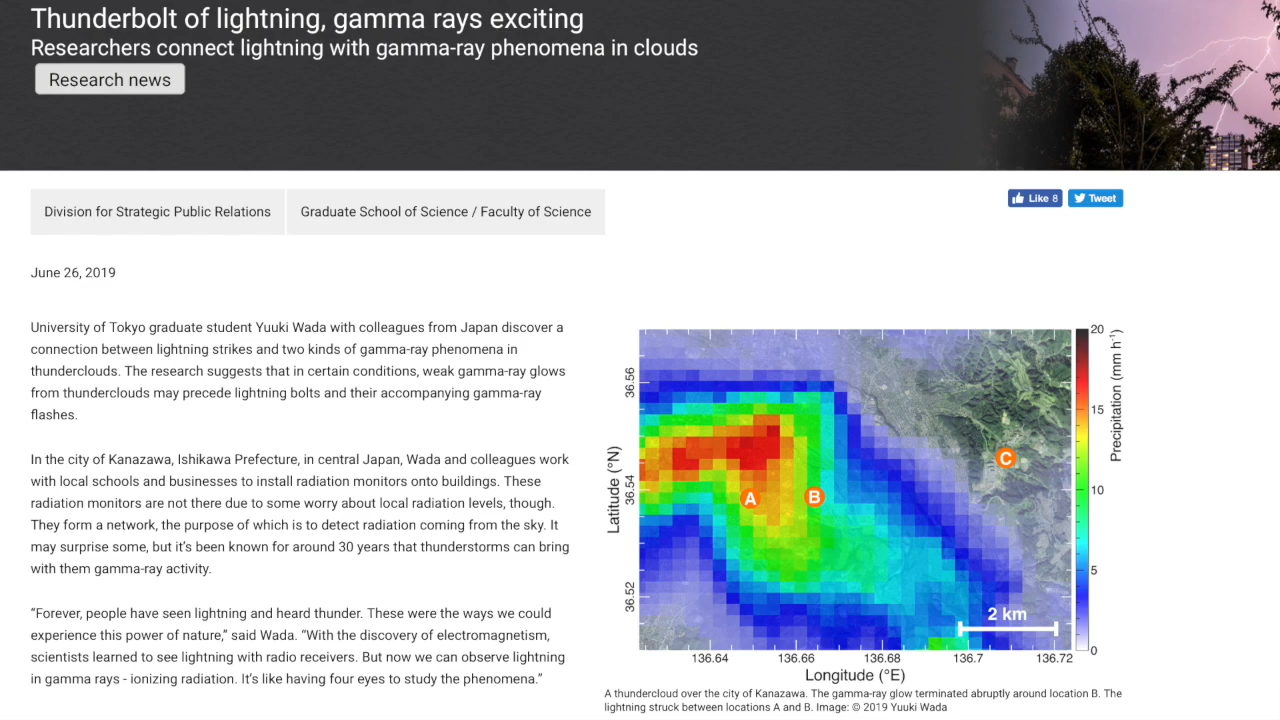 Thunderbolt of lightning, gamma rays exciting
Researchers connect lightning with gamma-ray phenomena in clouds
Research news
Division for Strategic Public Relations
Graduate School of Science / Faculty of Science
Like 8
Tweet
June 26, 2019
University of Tokyo graduate student Yuuki Wada with colleagues from Japan discover a
connection between lightning strikes and two kinds of gamma-ray phenomena in
thunderclouds. The research suggests that in certain conditions, weak gamma-ray glows
from thunderclouds may precede lightning bolts and their accompanying gamma-ray
flashes.
In the city of Kanazawa, Ishikawa Prefecture, in central Japan, Wada and colleagues work
with local schools and businesses to install radiation monitors onto buildings. These
radiation monitors are not there due to some worry about local radiation levels, though.
They form a network, the purpose of which is to detect radiation coming from the sky. It
may surprise some, but it’s been known for around 30 years that thunderstorms can bring
with them gamma-ray activity.
“Forever, people have seen lightning and heard thunder. These were the ways we could
experience this power of nature,” said Wada. “With the discovery of electromagnetism,
scientists learned to see lightning with radio receivers. But now we can observe lightning
in gamma rays - ionizing radiation. It’s like having four eyes to study the phenomena.”
Latitude (°N)
36.56
36.54
36.52
A
B
C
2 km
136.64
136.66
136.68
136.7
136.72
Longitude (°E)
20
15
10
5
0
Precipitation (mm h⁻¹)
A thundercloud over the city of Kanazawa. The gamma-ray glow terminated abruptly around location B. The
lightning struck between locations A and B. Image: © 2019 Yuuki Wada